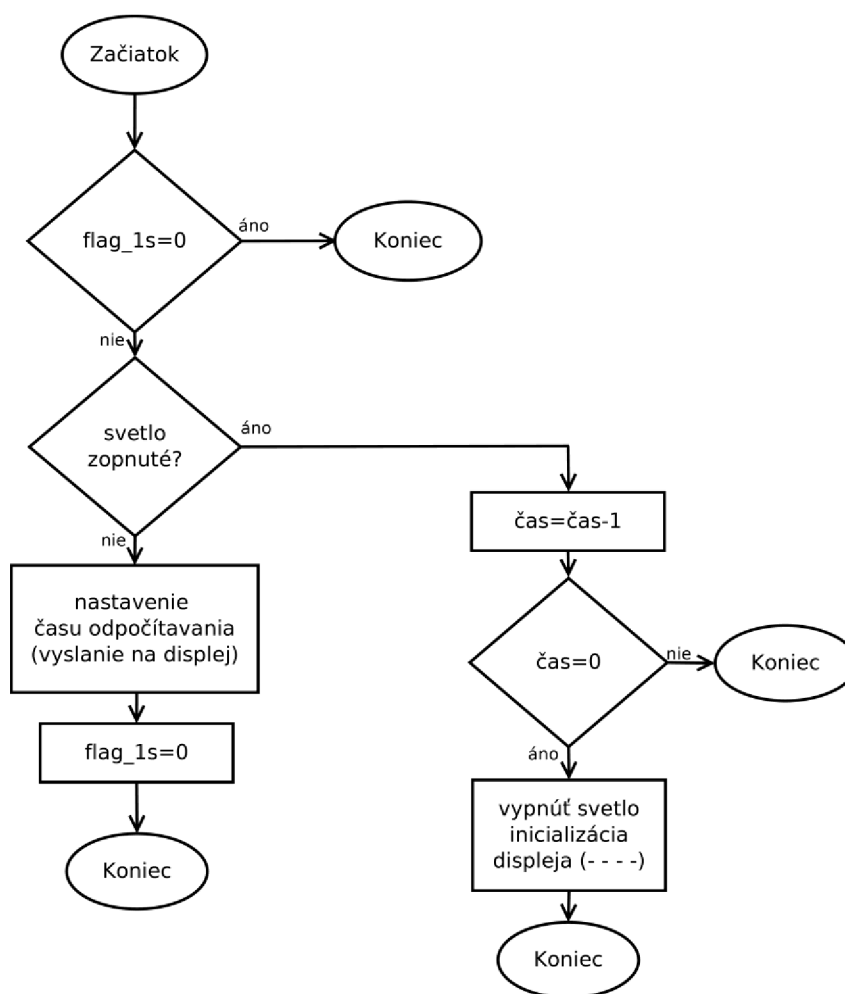 Začiatok
flag_1s=0
áno
Koniec
nie
svetlo
zopnuté?
áno
nie
čas=čas-1
nastavenie
času odpočítavania
(vyslanie na displej)
čas=0
nie
Koniec
flag_1s=0
áno
vypnúť svetlo
inicializácia
displeja (- - - -)
Koniec
Koniec